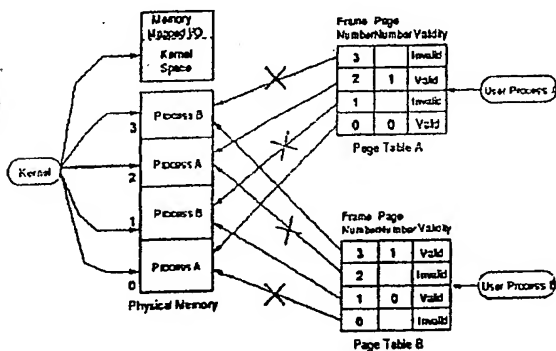 Memory
Mapped I/O
Kernel
Space
Process B
Process A
Process B
Process A
3
2
1
0
Physical Memory
Kernel
Frame Page
Number Number Validity
3 Invalid
2 1 Valid
1 Invalid
0 0 Valid
Page Table A
User Process A
Frame Page
Number Number Validity
3 1 Valid
2 Invalid
1 0 Valid
0 Invalid
Page Table B
User Process B